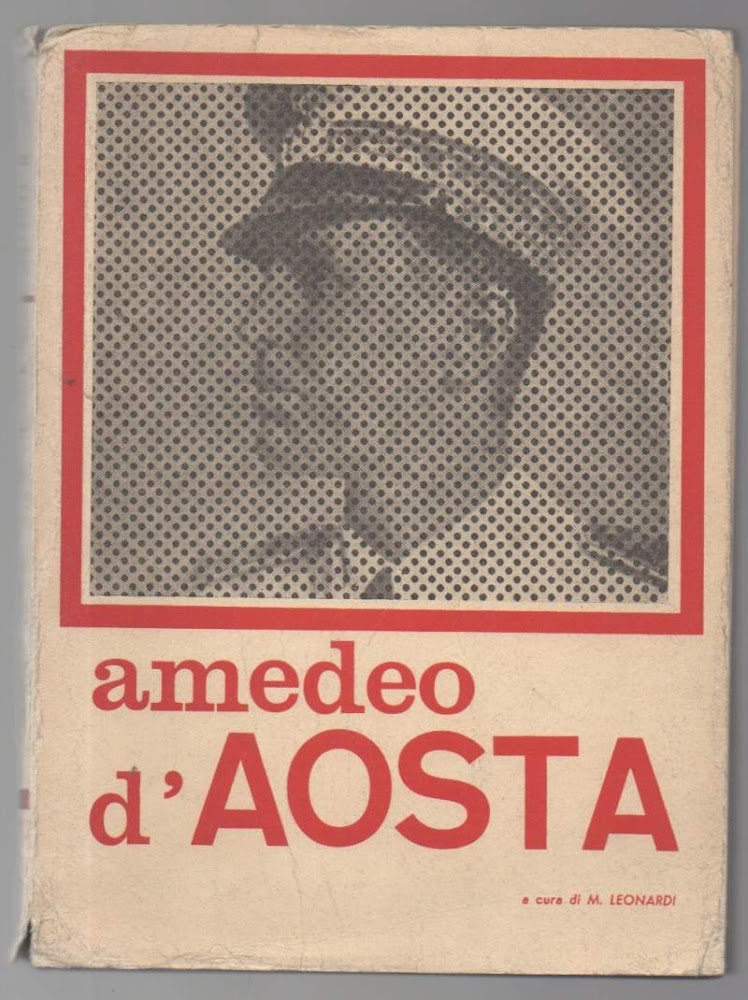 amedeo
d'AOSTA
a cura di M. LEONARDI